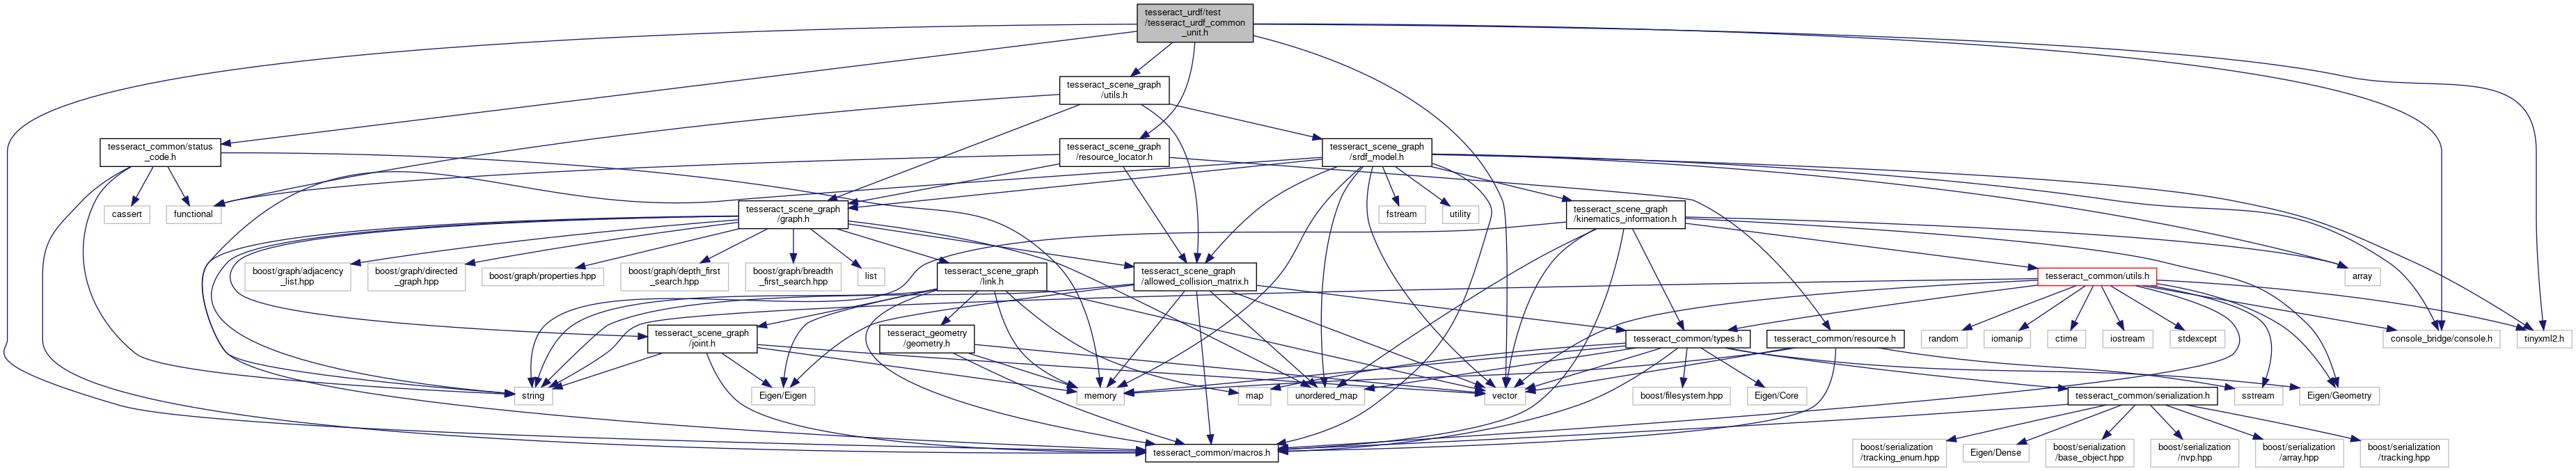 tesseract_urdf/test
/tesseract_urdf_common
_unit.h
tesseract_scene_graph
/utils.h
tesseract_common/status
_code.h
tesseract_scene_graph
/resource_locator.h
tesseract_scene_graph
/srdf_model.h
cassert
functional
tesseract_scene_graph
/graph.h
fstream
utility
tesseract_scene_graph
/kinematics_information.h
boost/graph/adjacency
_list.hpp
boost/graph/directed
_graph.hpp
boost/graph/properties.hpp
boost/graph/depth_first
_search.hpp
boost/graph/breadth
_first_search.hpp
list
tesseract_scene_graph
/link.h
tesseract_scene_graph
/allowed_collision_matrix.h
tesseract_common/utils.h
array
tesseract_scene_graph
/joint.h
tesseract_geometry
/geometry.h
tesseract_common/types.h
tesseract_common/resource.h
random
iomanip
ctime
iostream
stdexcept
console_bridge/console.h
tinyxml2.h
string
Eigen/Eigen
memory
map
unordered_map
vector
boost/filesystem.hpp
Eigen/Core
tesseract_common/serialization.h
sstream
Eigen/Geometry
tesseract_common/macros.h
boost/serialization
/tracking_enum.hpp
Eigen/Dense
boost/serialization
/base_object.hpp
boost/serialization
/nvp.hpp
boost/serialization
/array.hpp
boost/serialization
/tracking.hpp